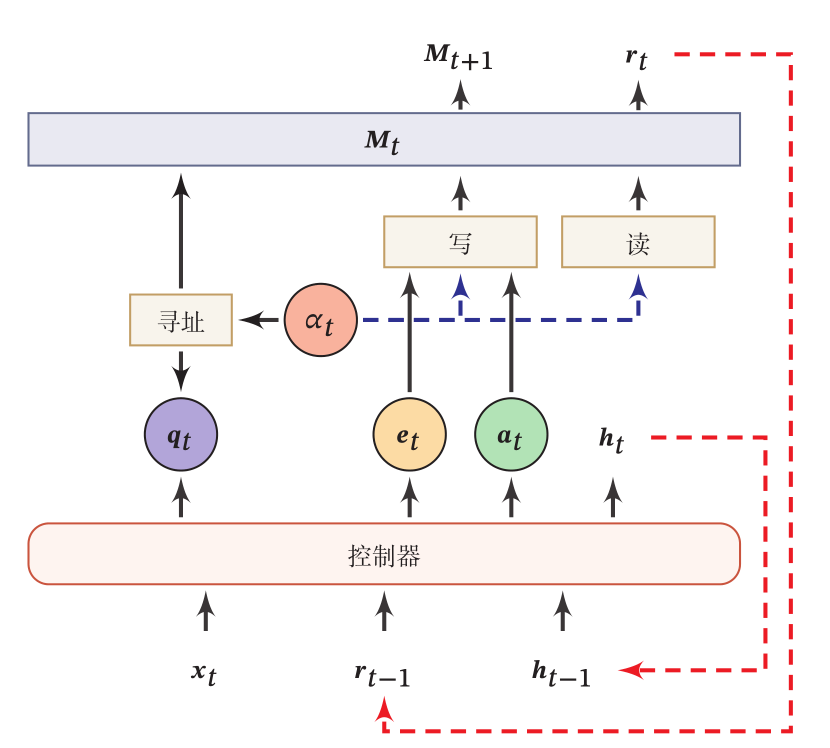 M_{t+1} r_t
M_t
写 读
寻址 α_t
q_t e_t a_t h_t
控制器
x_t r_{t−1} h_{t−1}